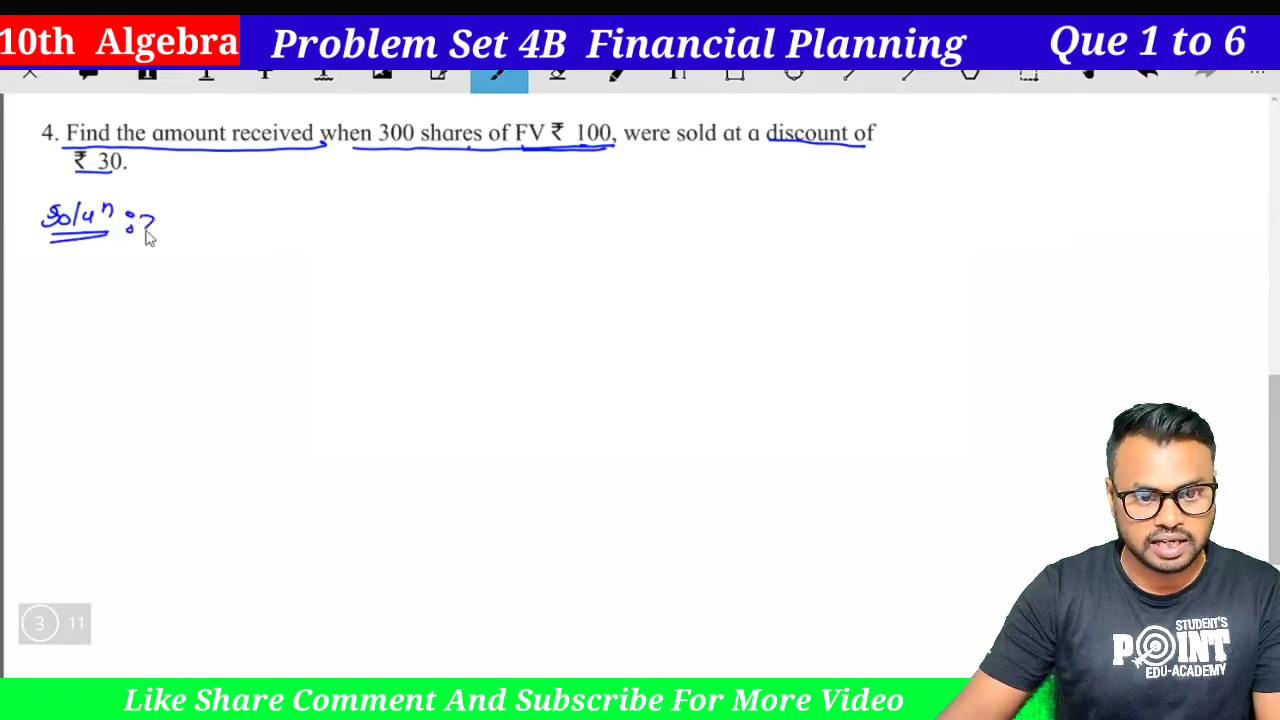 10th Algebra Problem Set 4B Financial Planning Que 1 to 6
4. Find the amount received when 300 shares of FV ₹ 100, were sold at a discount of
₹ 30.
Solun :
3 11
STUDENT'S
POINT
EDU-ACADEMY
Like Share Comment And Subscribe For More Video